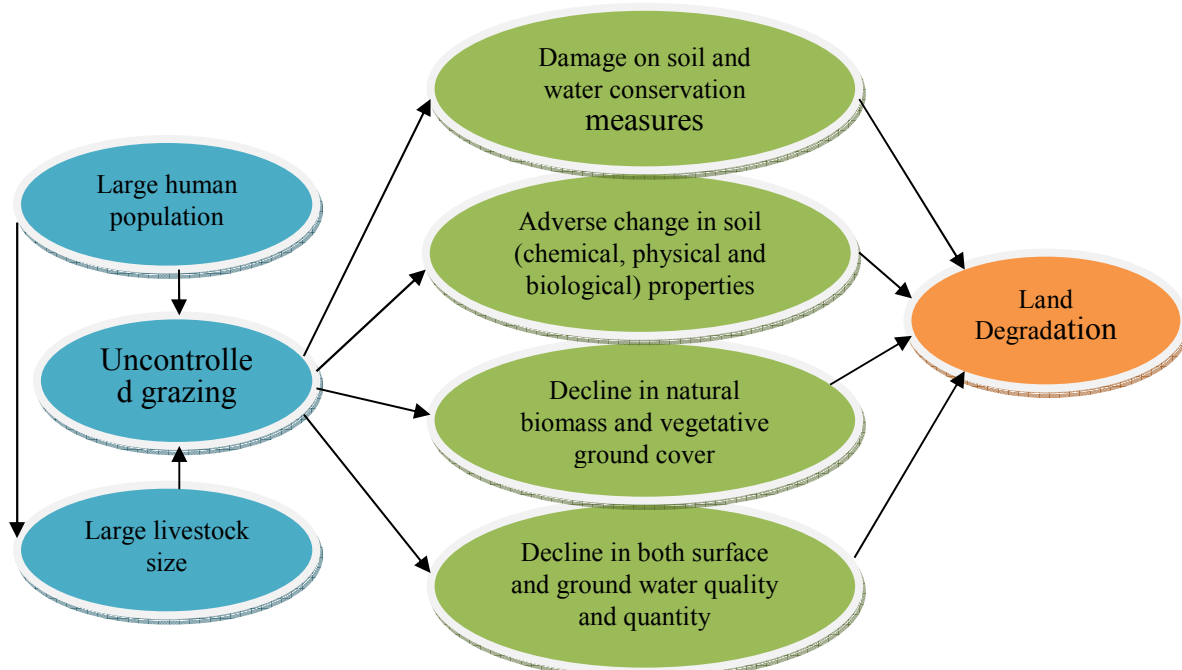 Large human
population
Uncontrolle
d grazing
Large livestock
size
Damage on soil and
water conservation
measures
Adverse change in soil
(chemical, physical and
biological) properties
Decline in natural
biomass and vegetative
ground cover
Decline in both surface
and ground water quality
and quantity
Land
Degradation